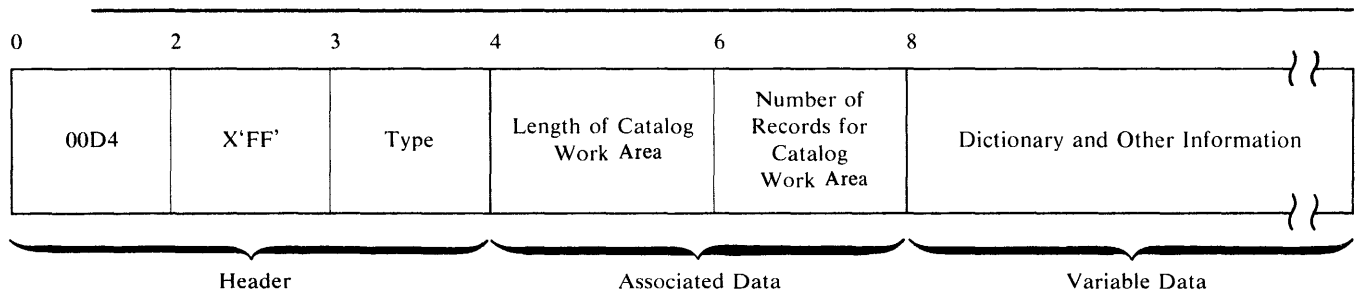 0 2 3 4 6 8
00D4
X‘FF’
Type
Length of Catalog
Work Area
Number of
Records for
Catalog
Work Area
Dictionary and Other Information
Header
Associated Data
Variable Data